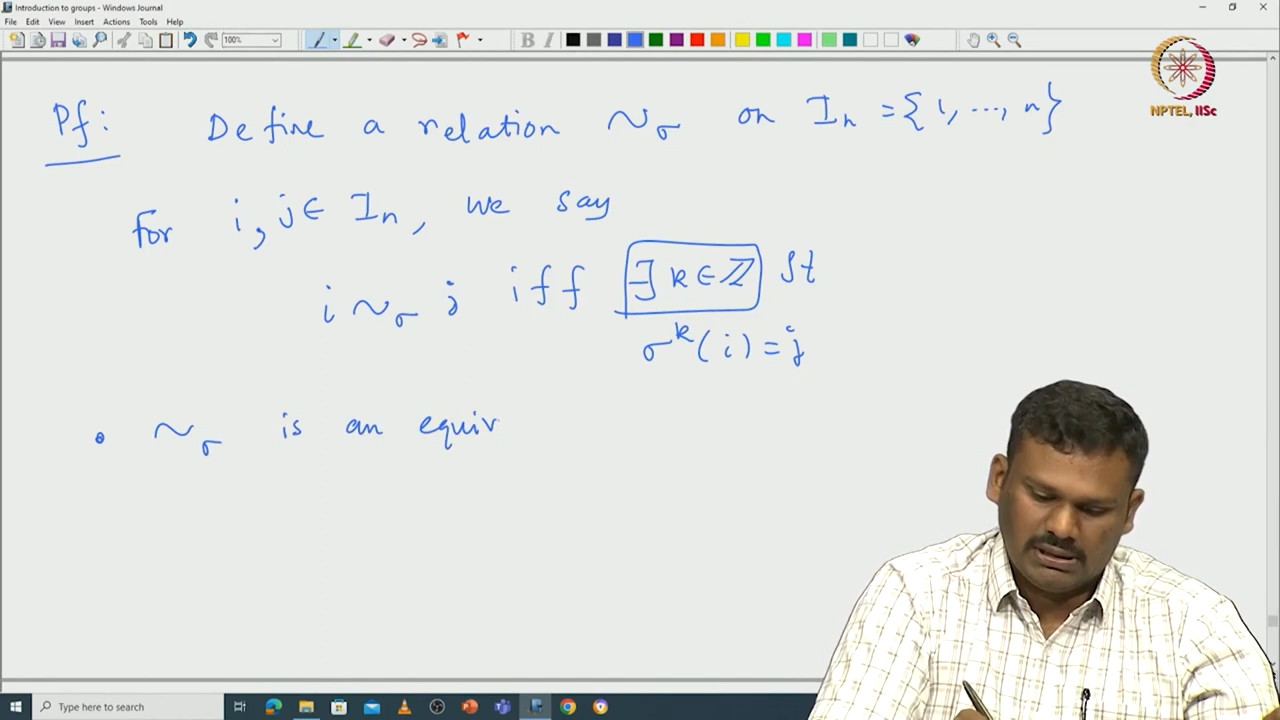 Introduction to groups - Windows Journal
File Edit View Insert Actions Tools Help
100%
B I
NPTEL, IISc
Pf: Define a relation ~σ on Iₙ = {1, ..., n}
For i, j ∈ Iₙ, we say
i ~σ j iff ∃ k ∈ ℤ st
σᵏ(i) = j
• ~σ is an equiv
Type here to search